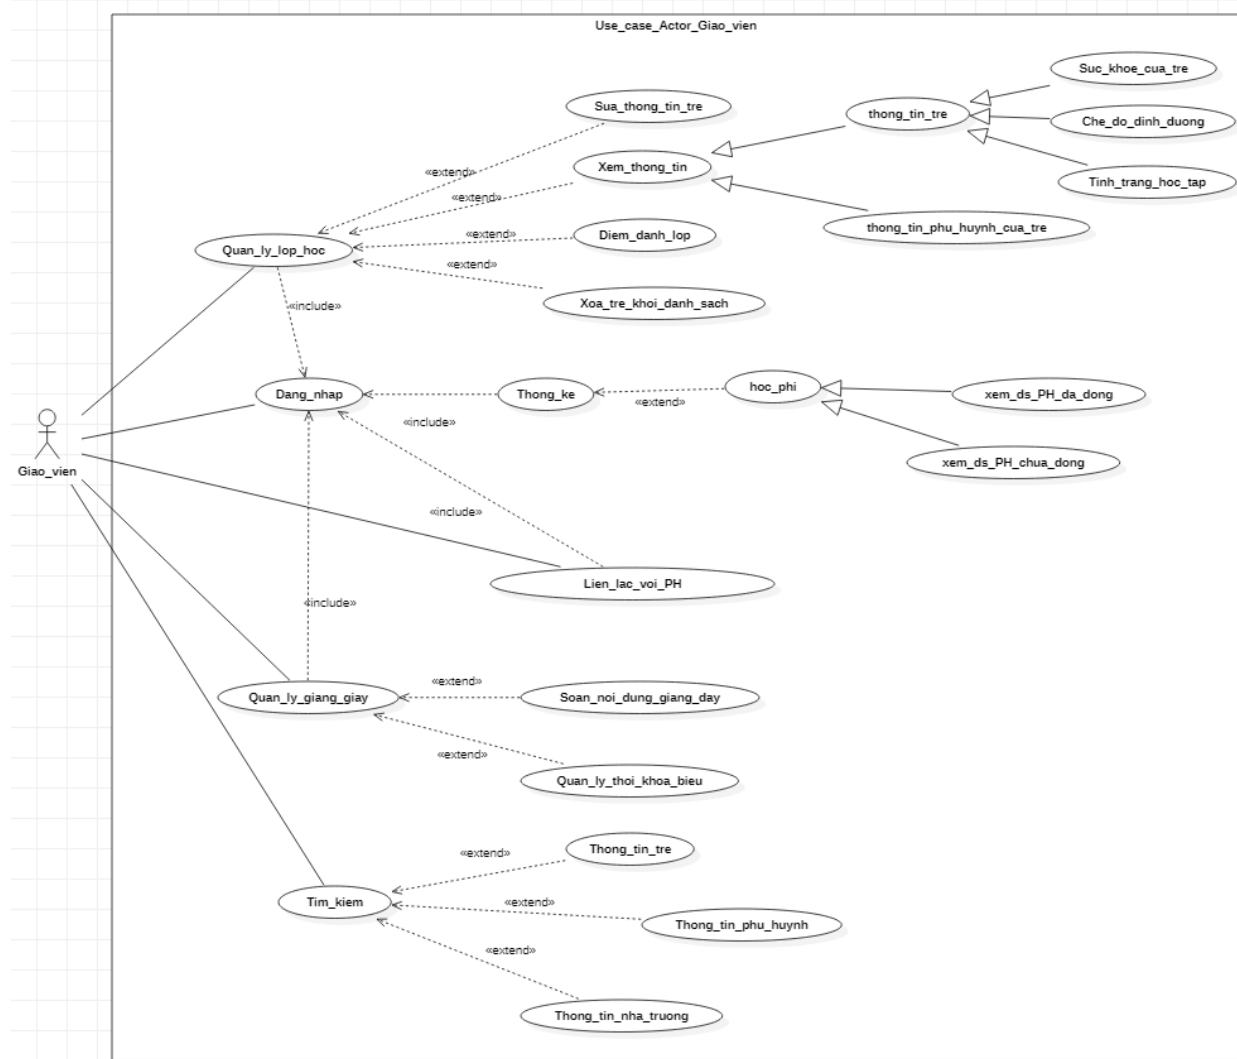 Use_case_Actor_Giao_vien
Suc_khoe_cua_tre
Sua_thong_tin_tre
thong_tin_tre
Che_do_dinh_duong
Xem_thong_tin
«extend»
Tinh_trang_hoc_tap
«extend»
thong_tin_phu_huynh_cua_tre
Diem_danh_lop
«extend»
Quan_ly_lop_hoc
«extend»
Xoa_tre_khoi_danh_sach
«include»
Dang_nhap
Thong_ke
hoc_phi
xem_ds_PH_da_dong
«extend»
«include»
xem_ds_PH_chua_dong
Giao_vien
«include»
Lien_lac_voi_PH
«include»
«extend»
Quan_ly_giang_giay
Soan_noi_dung_giang_day
«extend»
Quan_ly_thoi_khoa_bieu
Thong_tin_tre
«extend»
Tim_kiem
«extend»
Thong_tin_phu_huynh
«extend»
Thong_tin_nha_truong